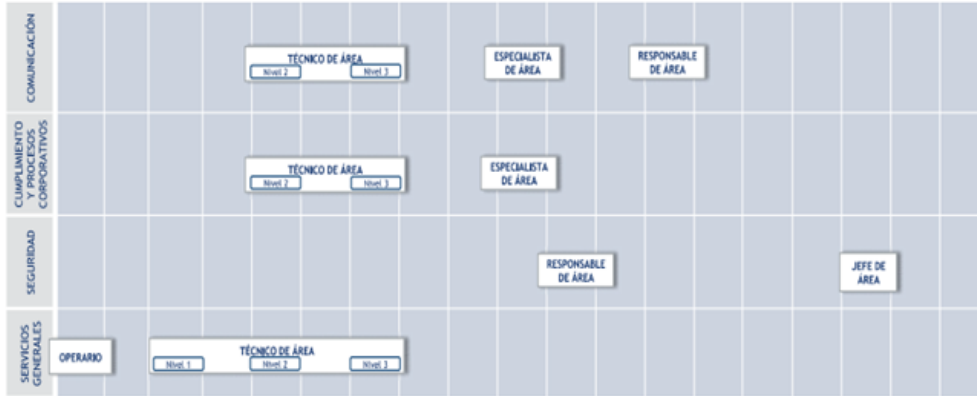 COMUNICACIÓN
TÉCNICO DE ÁREA
Nivel 2
Nivel 3
ESPECIALISTA
DE ÁREA
RESPONSABLE
DE ÁREA
CUMPLIMIENTO
Y PROCESOS
CORPORATIVOS
TÉCNICO DE ÁREA
Nivel 2
Nivel 3
ESPECIALISTA
DE ÁREA
SEGURIDAD
RESPONSABLE
DE ÁREA
JEFE DE
ÁREA
SERVICIOS
GENERALES
OPERARIO
TÉCNICO DE ÁREA
Nivel 1
Nivel 2
Nivel 3